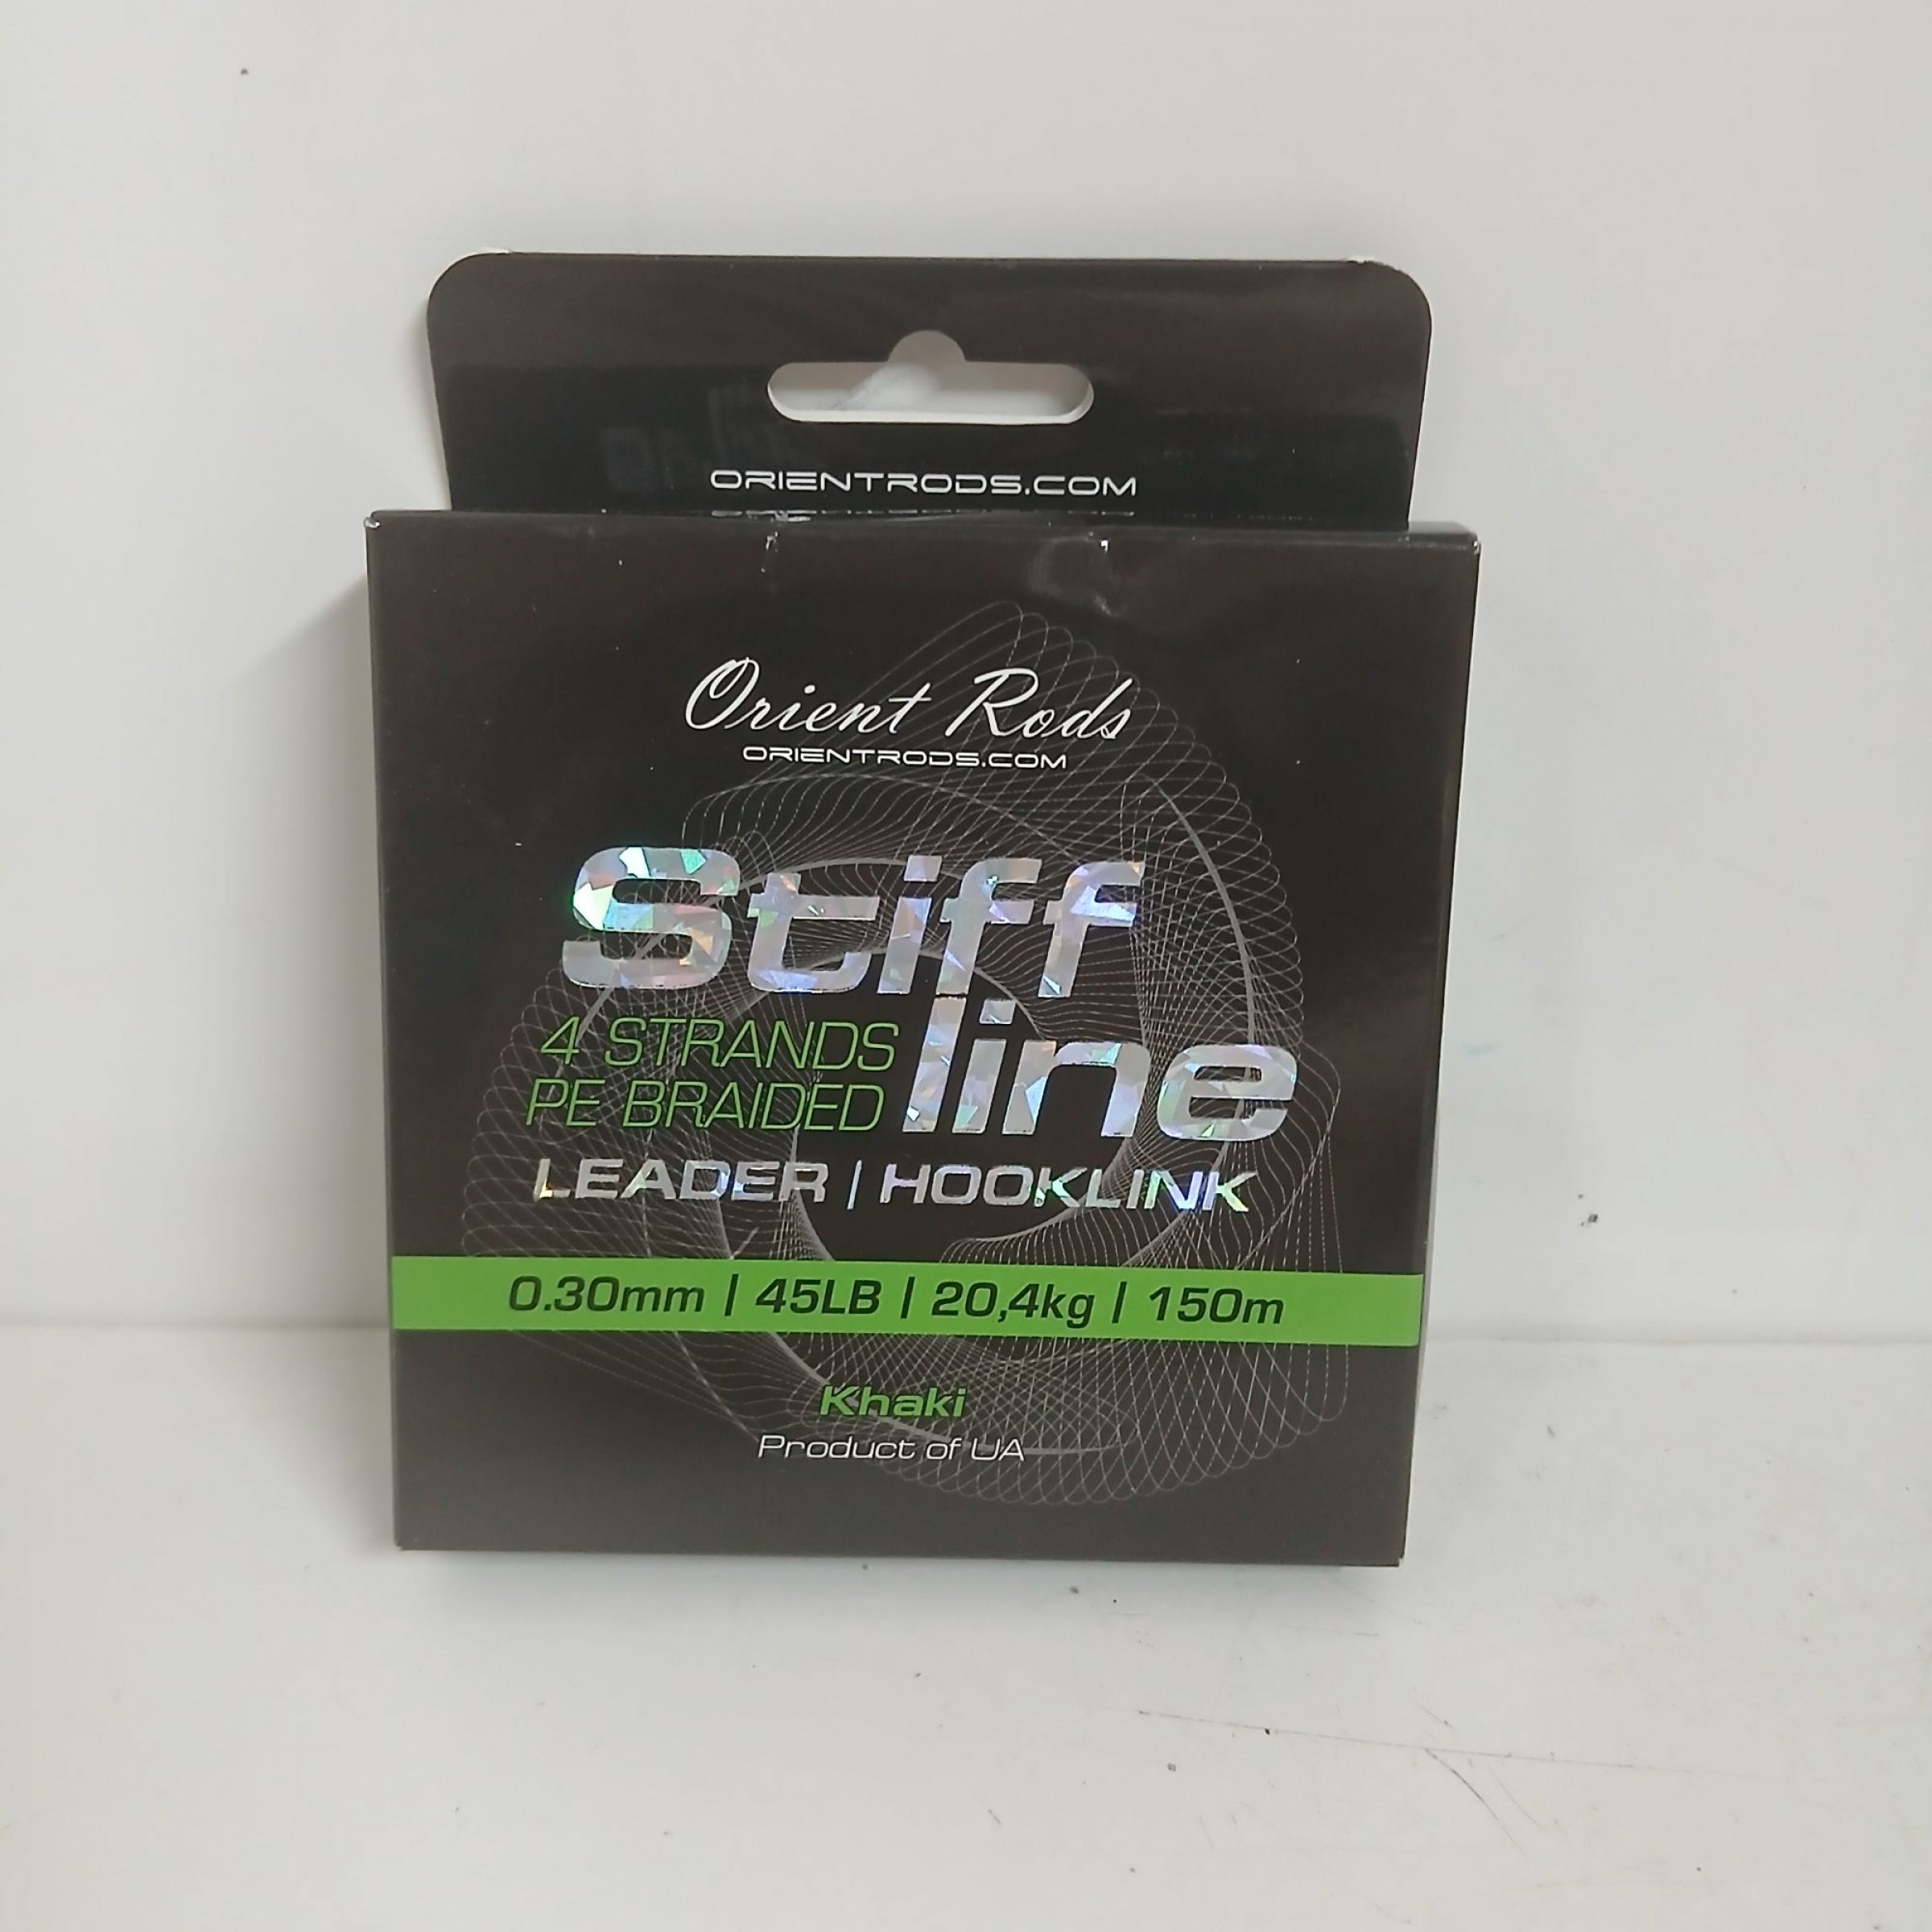 ORIENTRODS.COM
Orient Rods
ORIENTRODS.COM
Stiff
line
4 STRANDS
PE BRAIDED
LEADER | HOOKLINK
0.30mm | 45LB | 20,4kg | 150m
Khaki
Product of UA